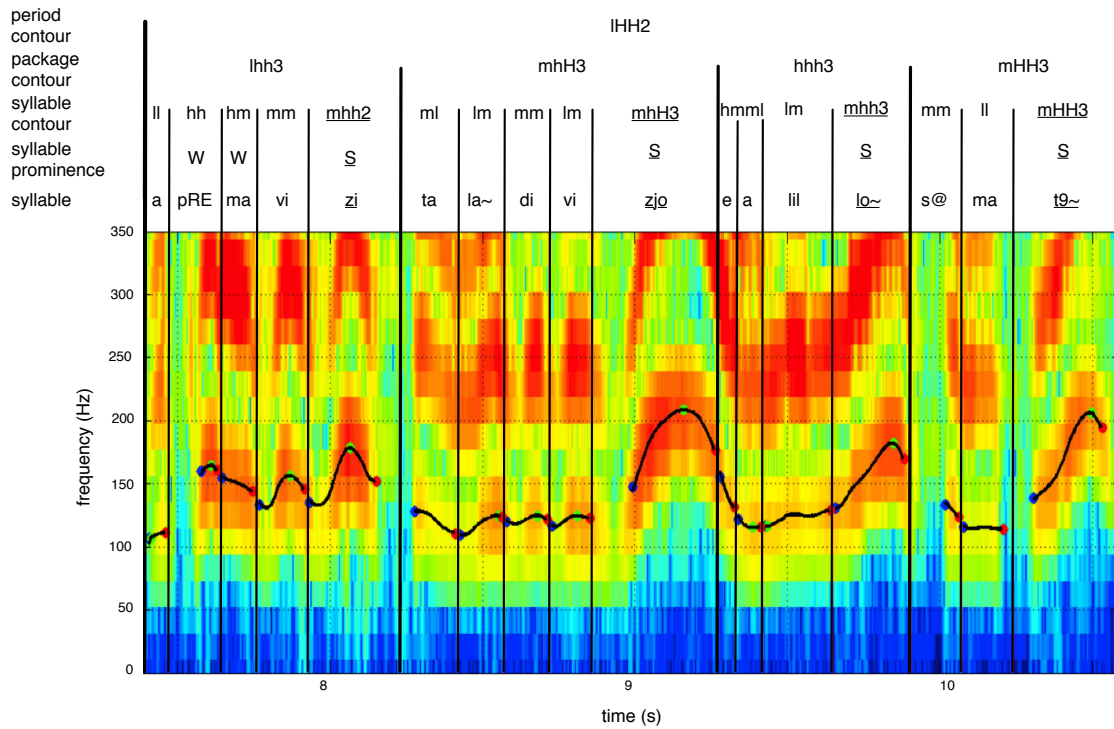 period
contour
lHH2
package
contour
lhh3 mhH3 hhh3 mHH3
syllable
contour
ll hh hm mm mhh2 ml lm mm lm mhH3 hm ml lm mhh3 mm ll mHH3
syllable
prominence
W W S S S S
syllable
a pRE ma vi zi ta la~ di vi zjo e a lil lo~ s@ ma t9~
350
300
250
200
150
100
50
0
frequency (Hz)
8 9 10
time (s)